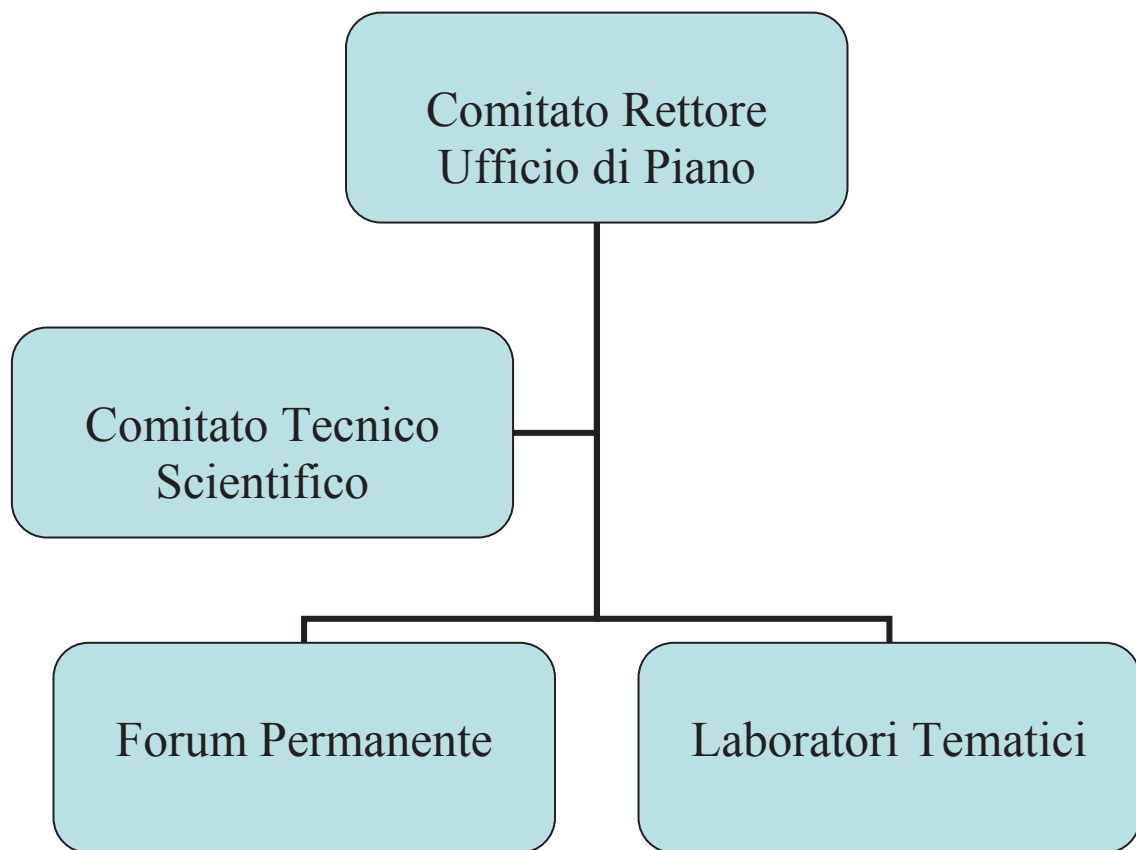 Comitato Rettore
Ufficio di Piano
Comitato Tecnico
Scientifico
Forum Permanente
Laboratori Tematici